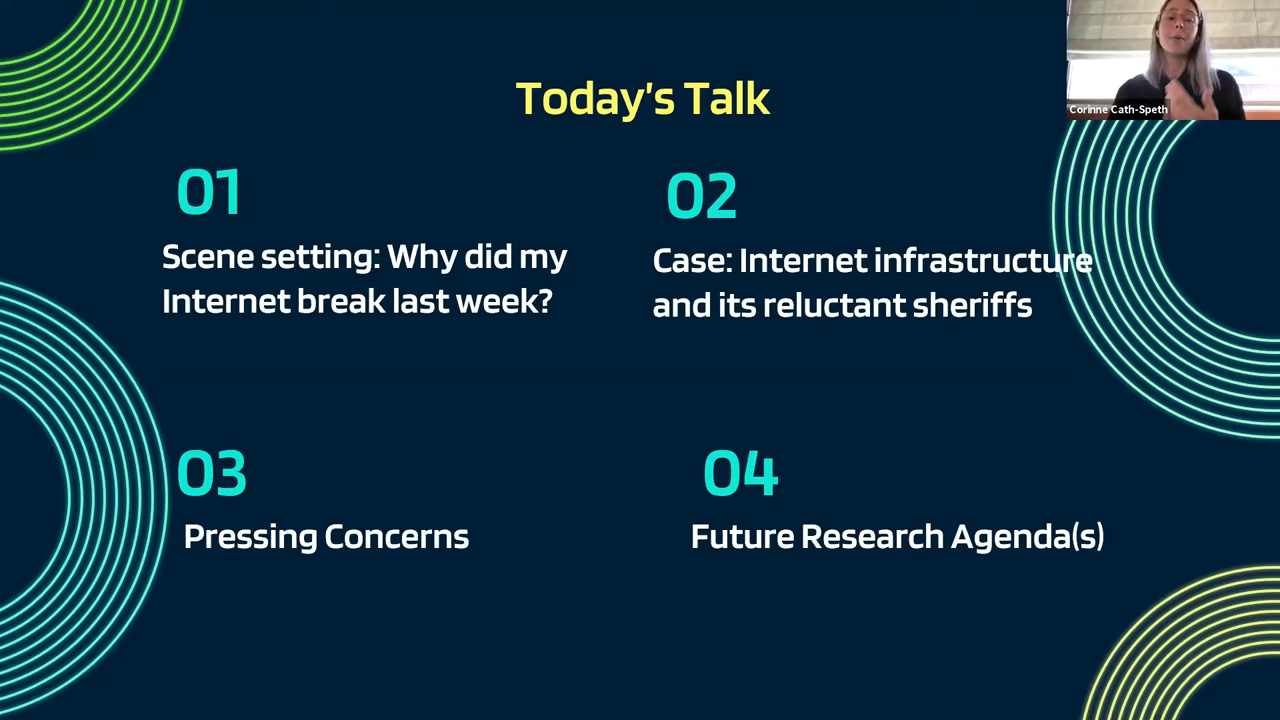 Today's Talk
Corinne Cath-Speth
01
Scene setting: Why did my
Internet break last week?
02
Case: Internet infrastructure
and its reluctant sheriffs
03
Pressing Concerns
04
Future Research Agenda(s)